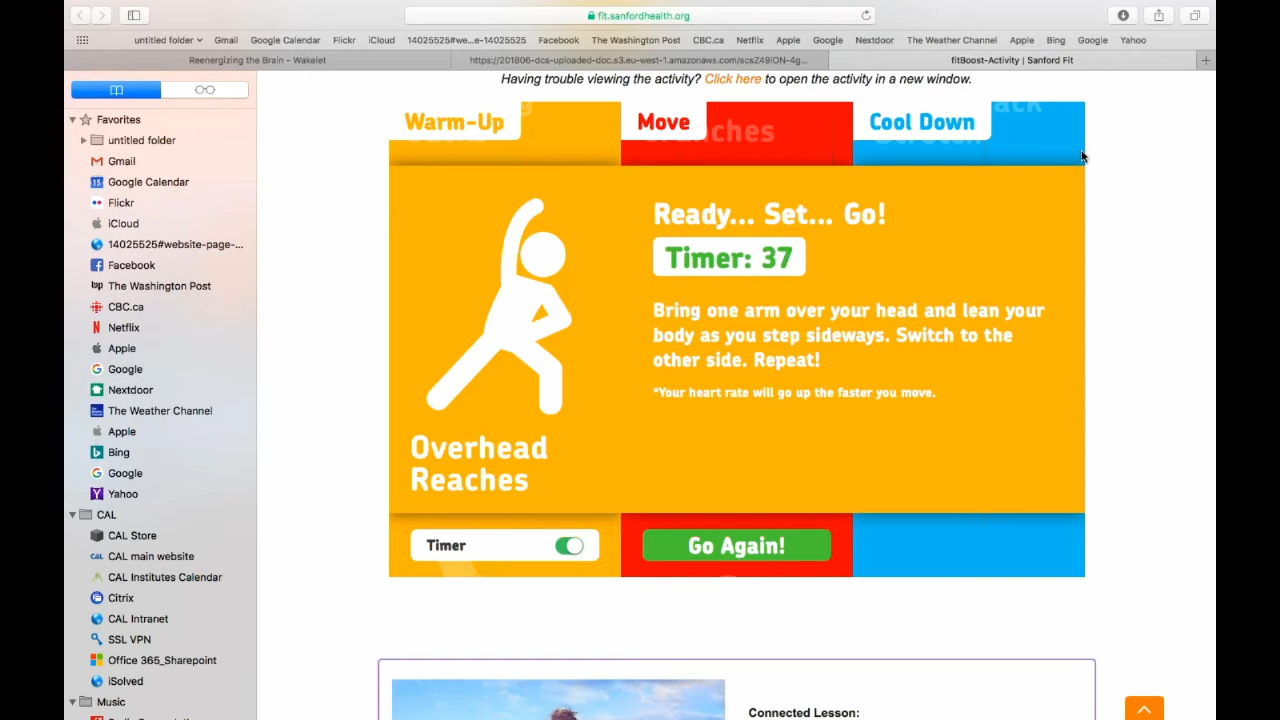 fit.sanfordhealth.org
untitled folder Gmail Google Calendar Flickr iCloud 14025525#we...e-14025525 Facebook The Washington Post CBC.ca Netflix Apple Google Nextdoor The Weather Channel Apple Bing Google Yahoo
Reenergizing the Brain - Wakelet
https://201806-dcs-uploaded-doc.s3.eu-west-1.amazonaws.com/scsZ49ION-4g...
fitBoost-Activity | Sanford Fit
Favorites
untitled folder
Gmail
Google Calendar
Flickr
iCloud
14025525#website-page-...
Facebook
The Washington Post
CBC.ca
Netflix
Apple
Google
Nextdoor
The Weather Channel
Apple
Bing
Google
Yahoo
CAL
CAL Store
CAL main website
CAL Institutes Calendar
Citrix
CAL Intranet
SSL VPN
Office 365_Sharepoint
iSolved
Music
Having trouble viewing the activity? Click here to open the activity in a new window.
Warm-Up
Move
Cool Down
Ready... Set... Go!
Timer: 37
Bring one arm over your head and lean your
body as you step sideways. Switch to the
other side. Repeat!
*Your heart rate will go up the faster you move.
Overhead
Reaches
Timer
Go Again!
Connected Lesson: